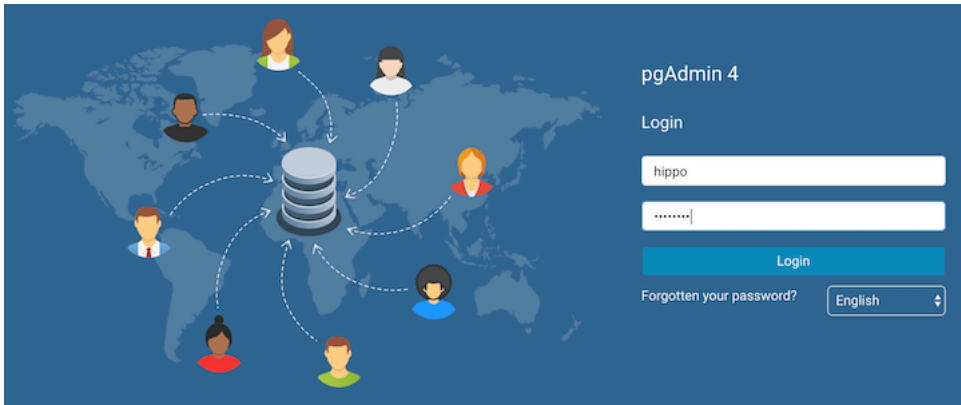 pgAdmin 4
Login
hippo
••••••••
Login
Forgotten your password?
English